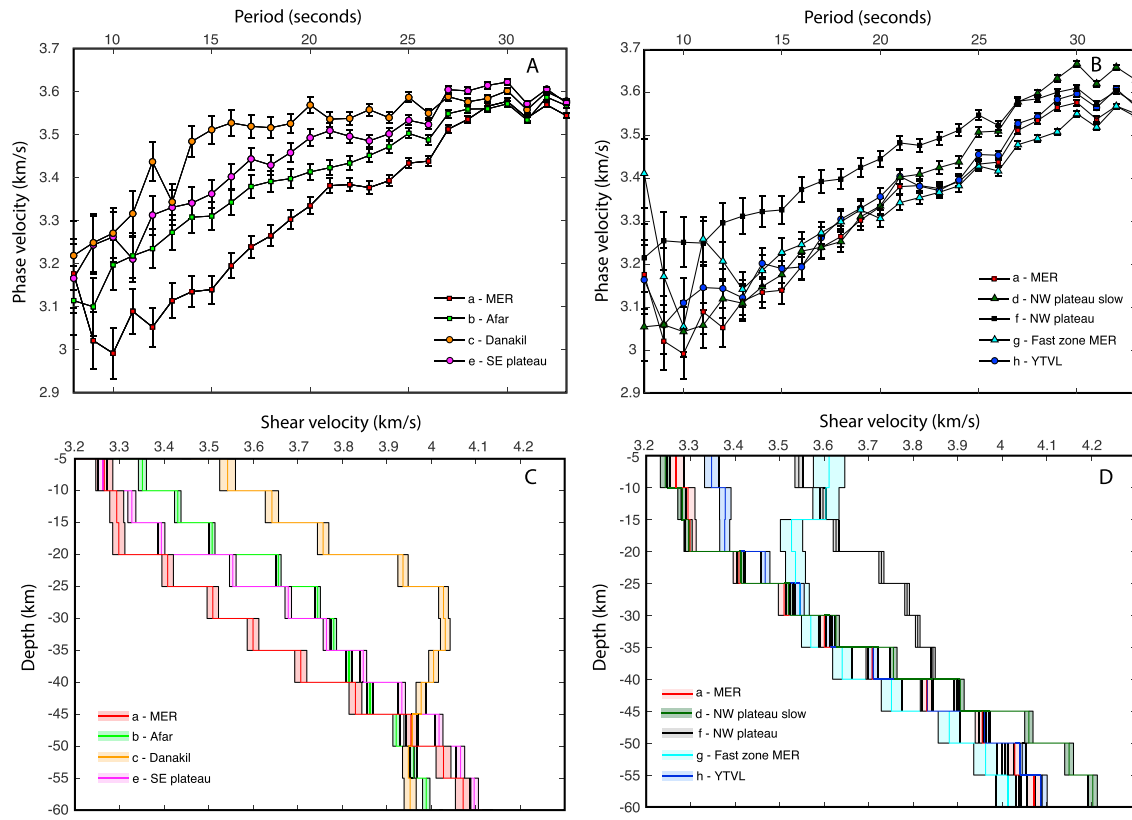 Period (seconds)
10 15 20 25 30
3.7
3.6
3.5
3.4
3.3
3.2
3.1
3
2.9
Phase velocity (km/s)
A
a - MER
b - Afar
c - Danakil
e - SE plateau
Period (seconds)
10 15 20 25 30
3.7
3.6
3.5
3.4
3.3
3.2
3.1
3
2.9
Phase velocity (km/s)
B
a - MER
d - NW plateau slow
f - NW plateau
g - Fast zone MER
h - YTVL
Shear velocity (km/s)
3.2 3.3 3.4 3.5 3.6 3.7 3.8 3.9 4 4.1 4.2
-5
-10
-15
-20
-25
-30
-35
-40
-45
-50
-55
-60
Depth (km)
C
a - MER
b - Afar
c - Danakil
e - SE plateau
Shear velocity (km/s)
3.2 3.3 3.4 3.5 3.6 3.7 3.8 3.9 4 4.1 4.2
-5
-10
-15
-20
-25
-30
-35
-40
-45
-50
-55
-60
Depth (km)
D
a - MER
d - NW plateau slow
f - NW plateau
g - Fast zone MER
h - YTVL